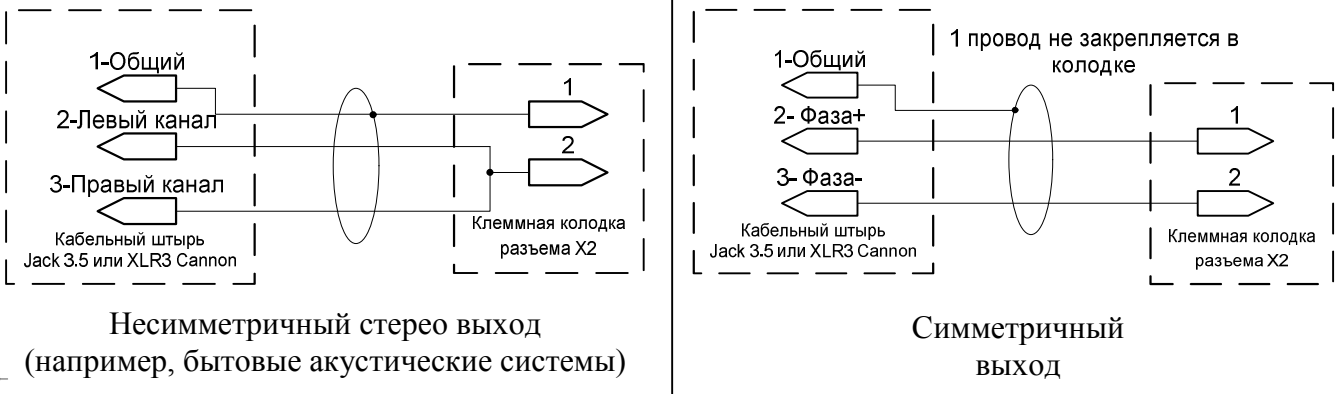 1-Общий
2-Левый канал
3-Правый канал
Кабельный штырь
Jack 3.5 или XLR3 Cannon
1
2
Клеммная колодка
разъема X2
Несимметричный стерео выход
(например, бытовые акустические системы)
1 провод не закрепляется в
колодке
1-Общий
2- Фаза+
3- Фаза-
Кабельный штырь
Jack 3.5 или XLR3 Cannon
1
2
Клеммная колодка
разъема X2
Симметричный
выход